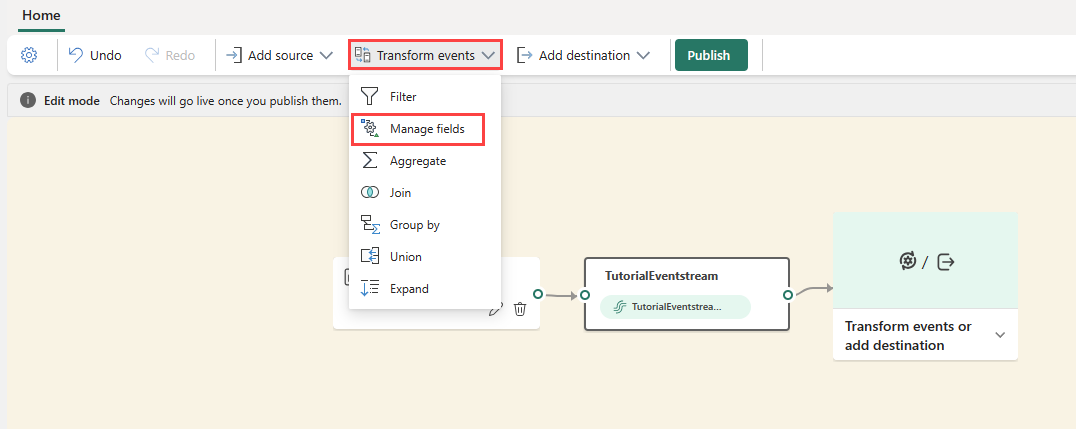 Home
Undo
Redo
Add source
Transform events
Add destination
Publish
Edit mode Changes will go live once you publish them.
Filter
Manage fields
Aggregate
Join
Group by
Union
Expand
TutorialEventstream
TutorialEventstrea...
/
Transform events or
add destination